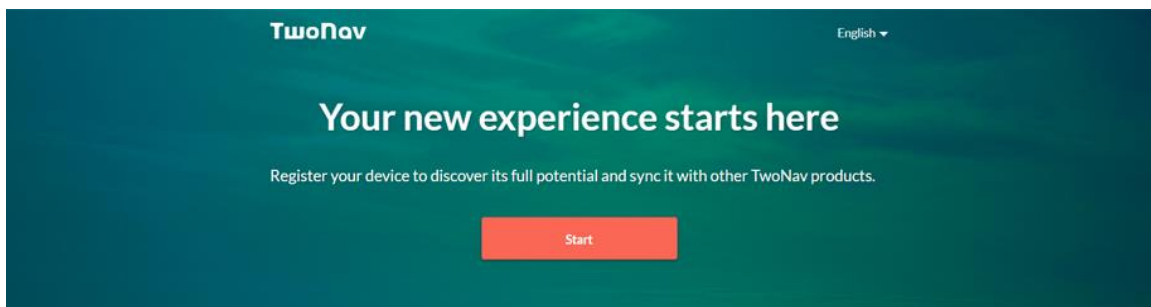 TwoNav
English
Your new experience starts here
Register your device to discover its full potential and sync it with other TwoNav products.
Start